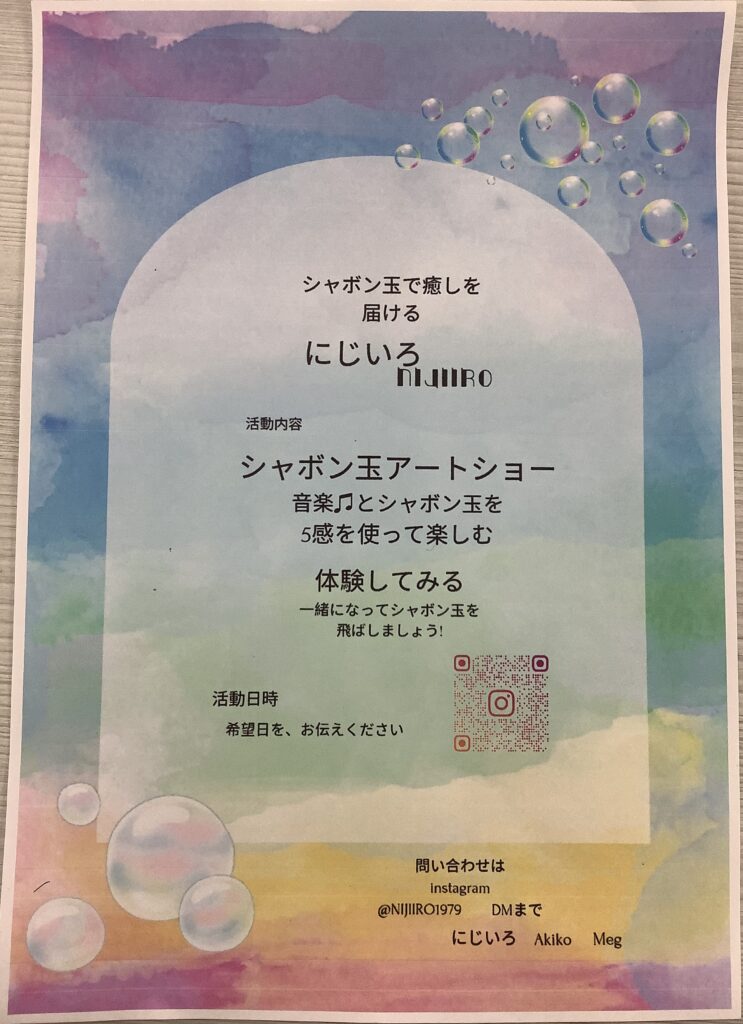 シャボン玉で癒しを
届ける
にじいろ
NIJIIRO
活動内容
シャボン玉アートショー
音楽♫とシャボン玉を
5感を使って楽しむ
体験してみる
一緒になってシャボン玉を
飛ばしましょう!
活動日時
希望日を、お伝えください
問い合わせは
instagram
@NIJIIRO1979 DMまで
にじいろ Akiko Meg